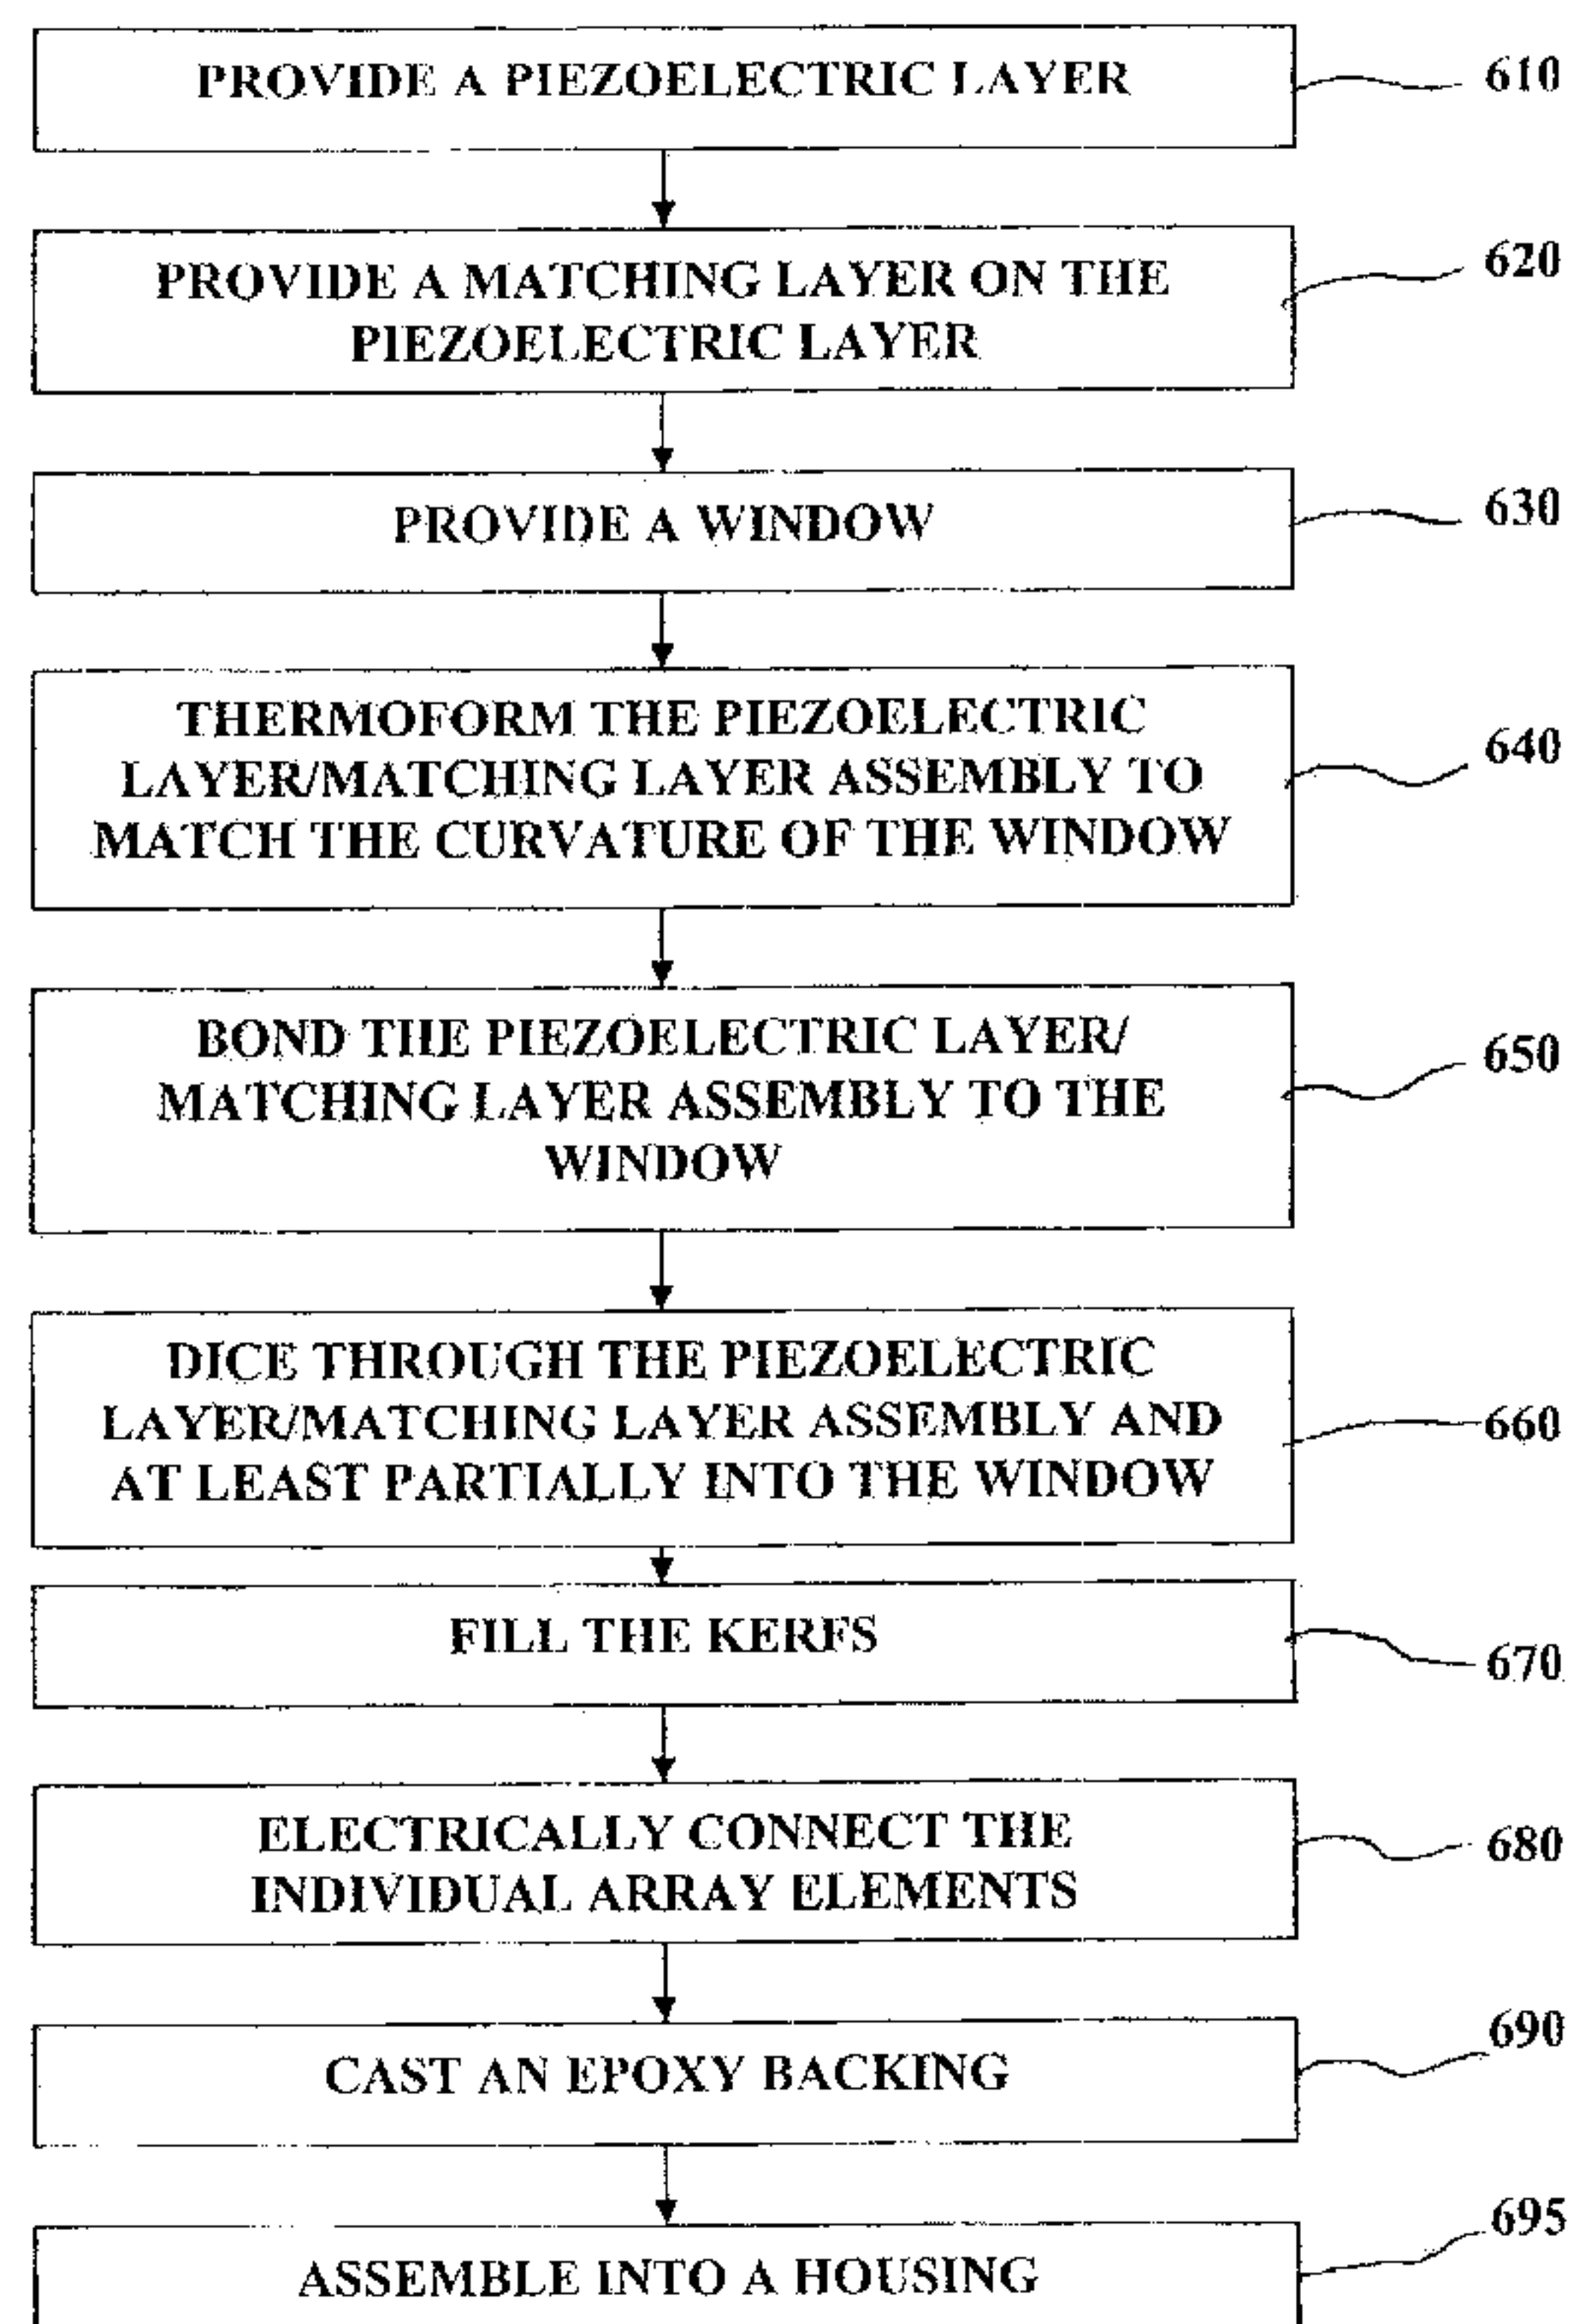 PROVIDE A PIEZOELECTRIC LAYER
610
PROVIDE A MATCHING LAYER ON THE
PIEZOELECTRIC LAYER
620
PROVIDE A WINDOW
630
THERMOFORM THE PIEZOELECTRIC
LAYER/MATCHING LAYER ASSEMBLY TO
MATCH THE CURVATURE OF THE WINDOW
640
BOND THE PIEZOELECTRIC LAYER/
MATCHING LAYER ASSEMBLY TO THE
WINDOW
650
DICE THROUGH THE PIEZOELECTRIC
LAYER/MATCHING LAYER ASSEMBLY AND
AT LEAST PARTIALLY INTO THE WINDOW
660
FILL THE KERFS
670
ELECTRICALLY CONNECT THE
INDIVIDUAL ARRAY ELEMENTS
680
CAST AN EPOXY BACKING
690
ASSEMBLE INTO A HOUSING
695